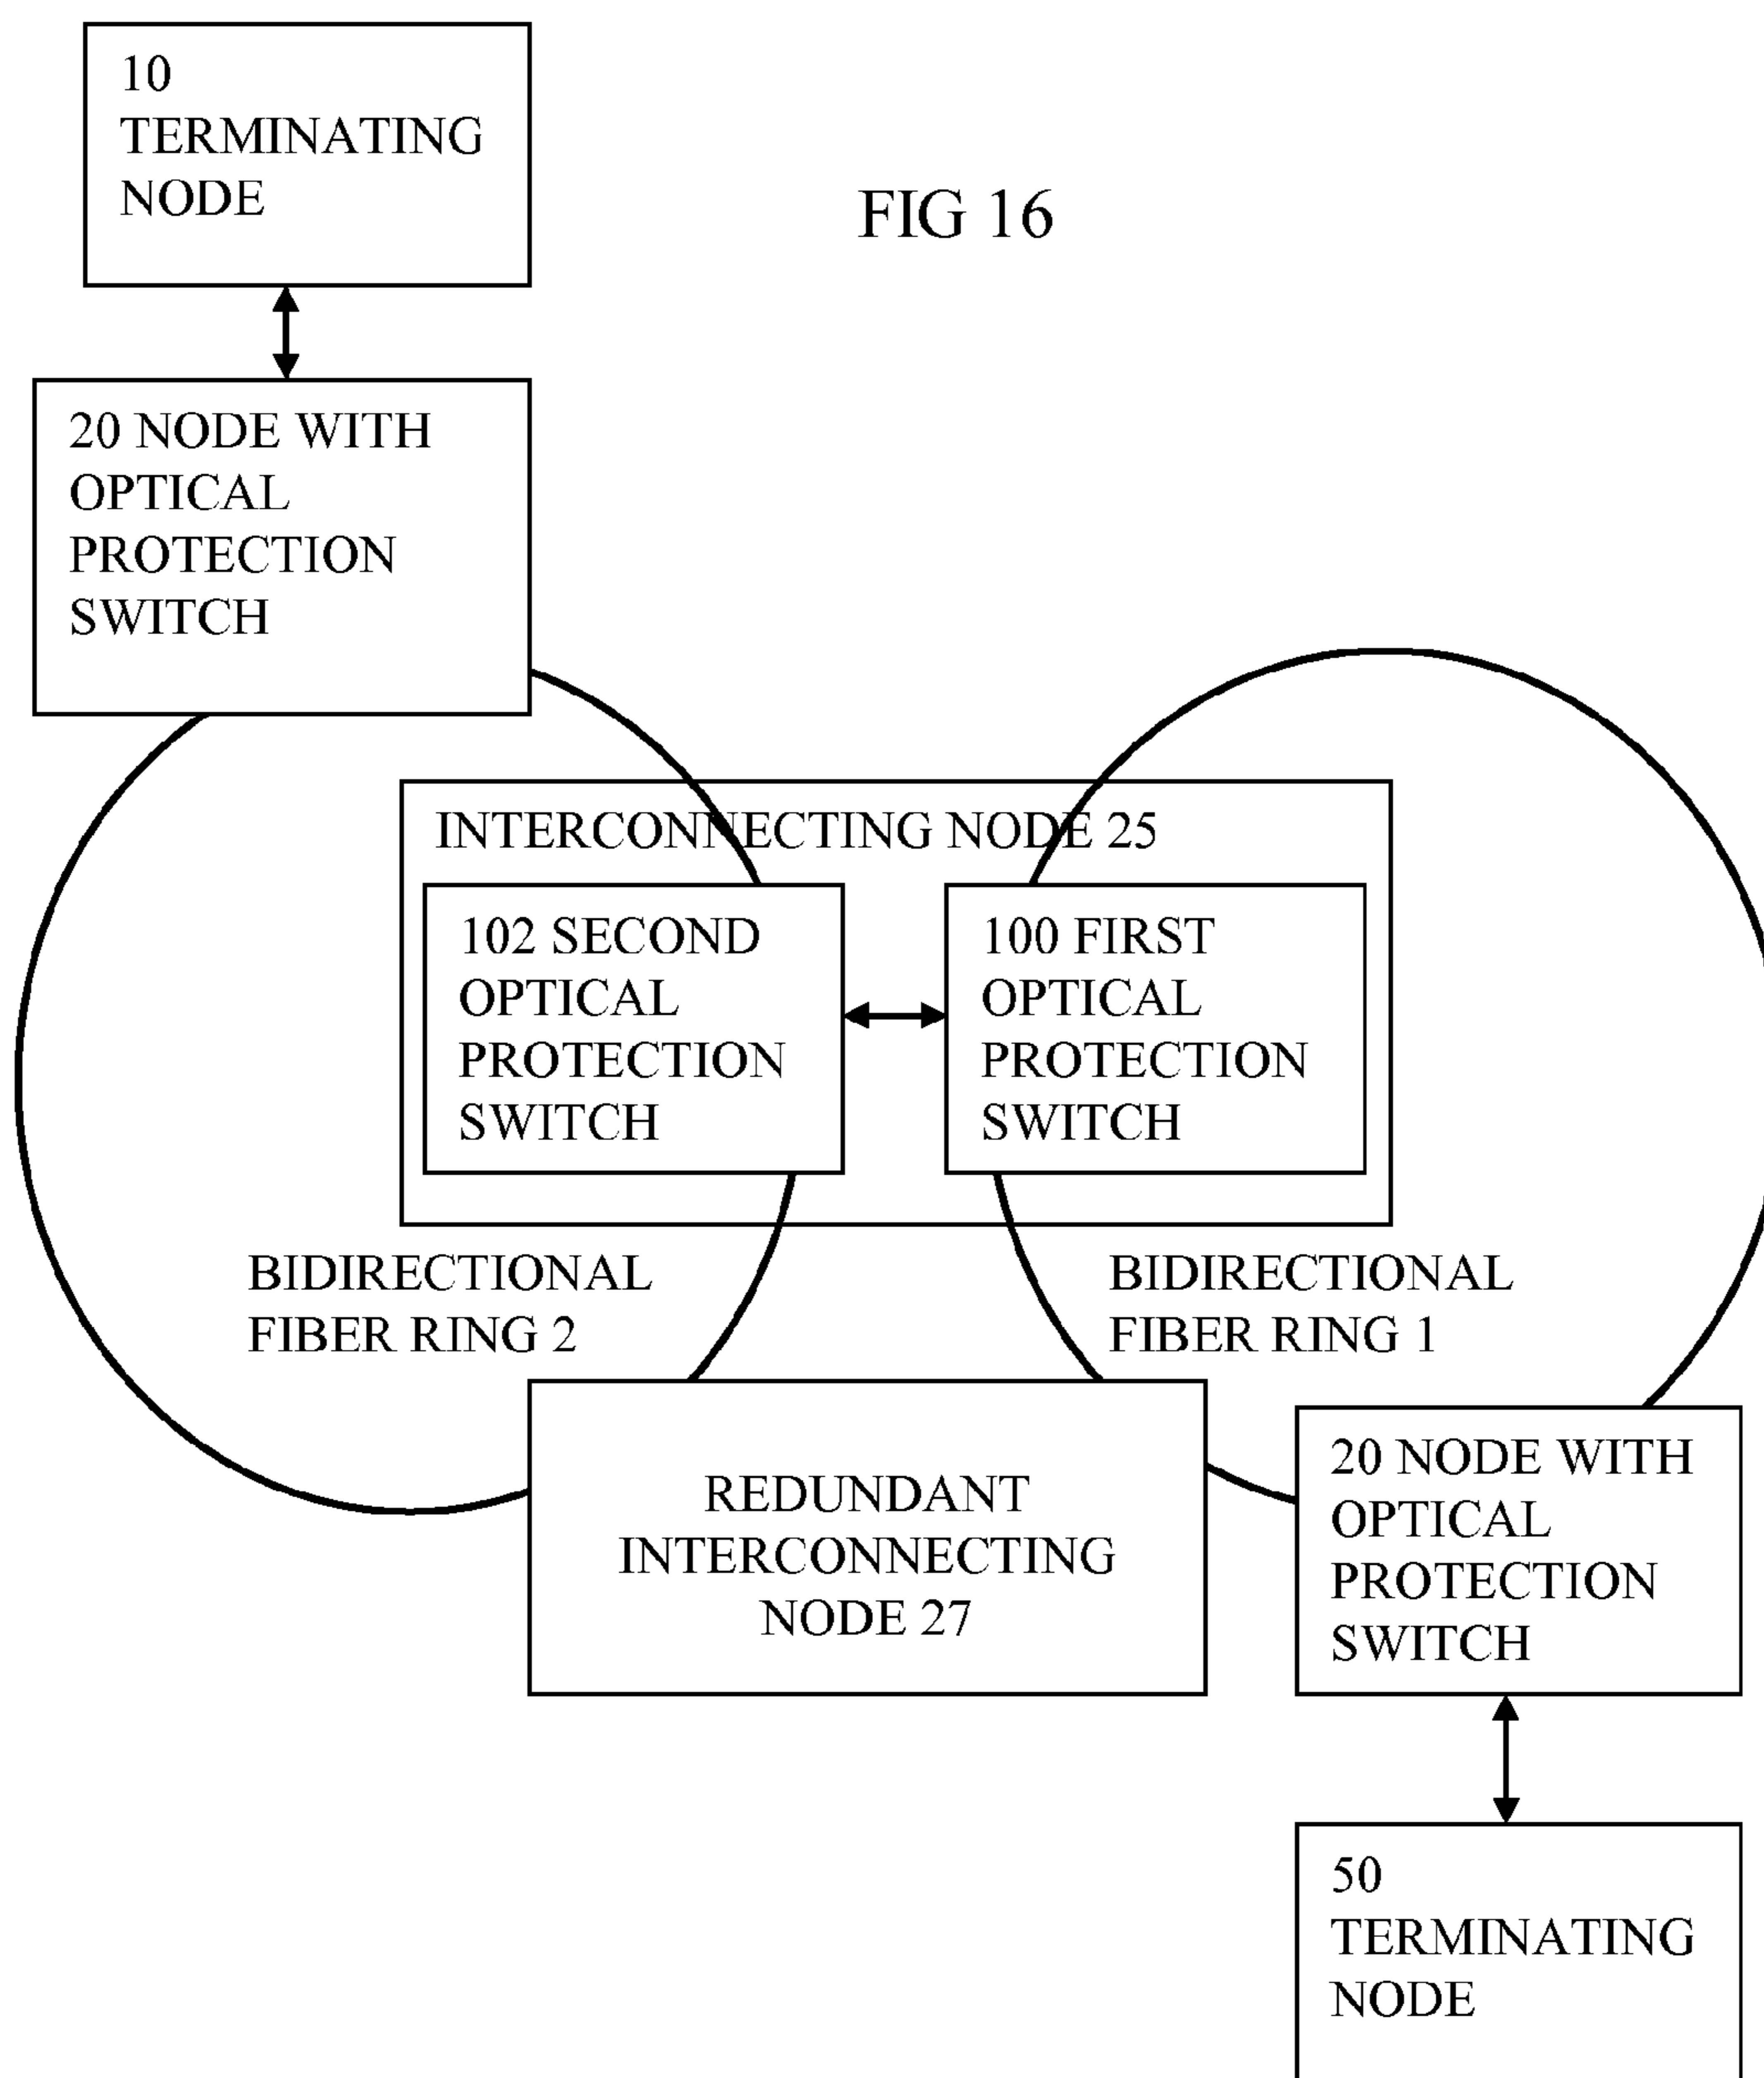 10
TERMINATING
NODE
FIG 16
20 NODE WITH
OPTICAL
PROTECTION
SWITCH
INTERCONNECTING NODE 25
102 SECOND
OPTICAL
PROTECTION
SWITCH
100 FIRST
OPTICAL
PROTECTION
SWITCH
BIDIRECTIONAL
FIBER RING 2
BIDIRECTIONAL
FIBER RING 1
REDUNDANT
INTERCONNECTING
NODE 27
20 NODE WITH
OPTICAL
PROTECTION
SWITCH
50
TERMINATING
NODE